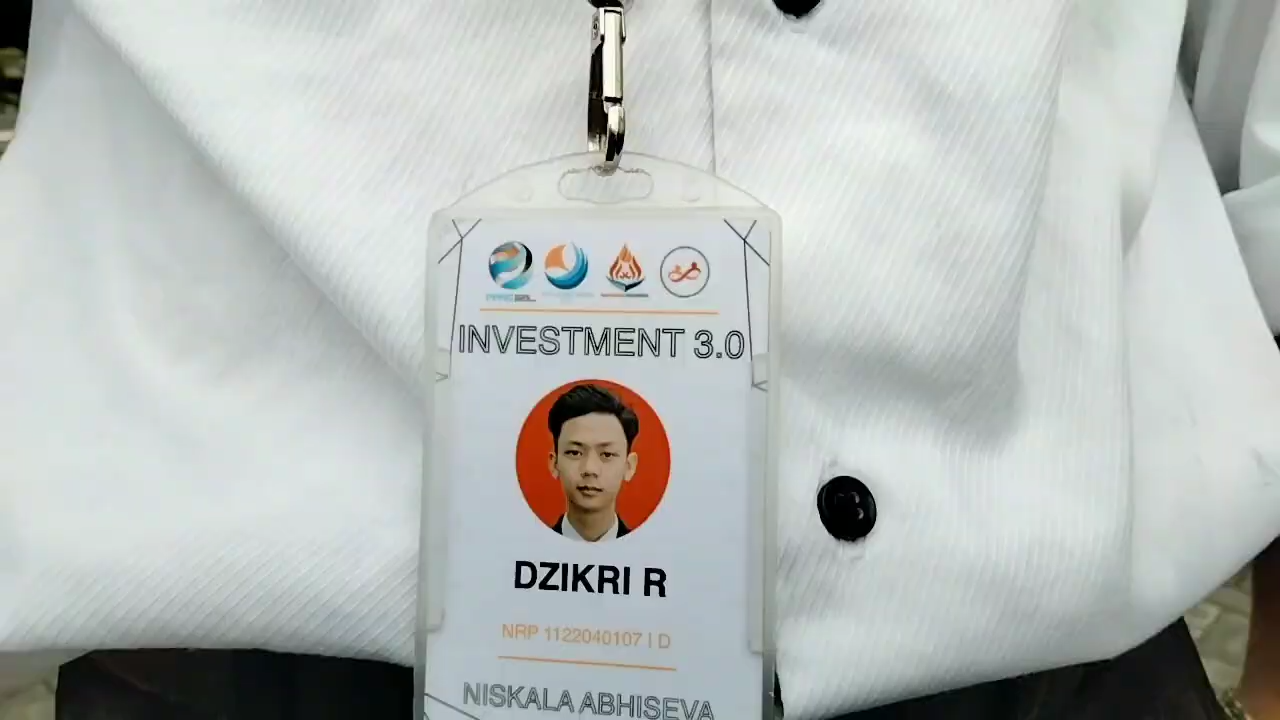 INVESTMENT 3.0
DZIKRI R
NRP 1122040107 | D
NISKALA ABHISEVA